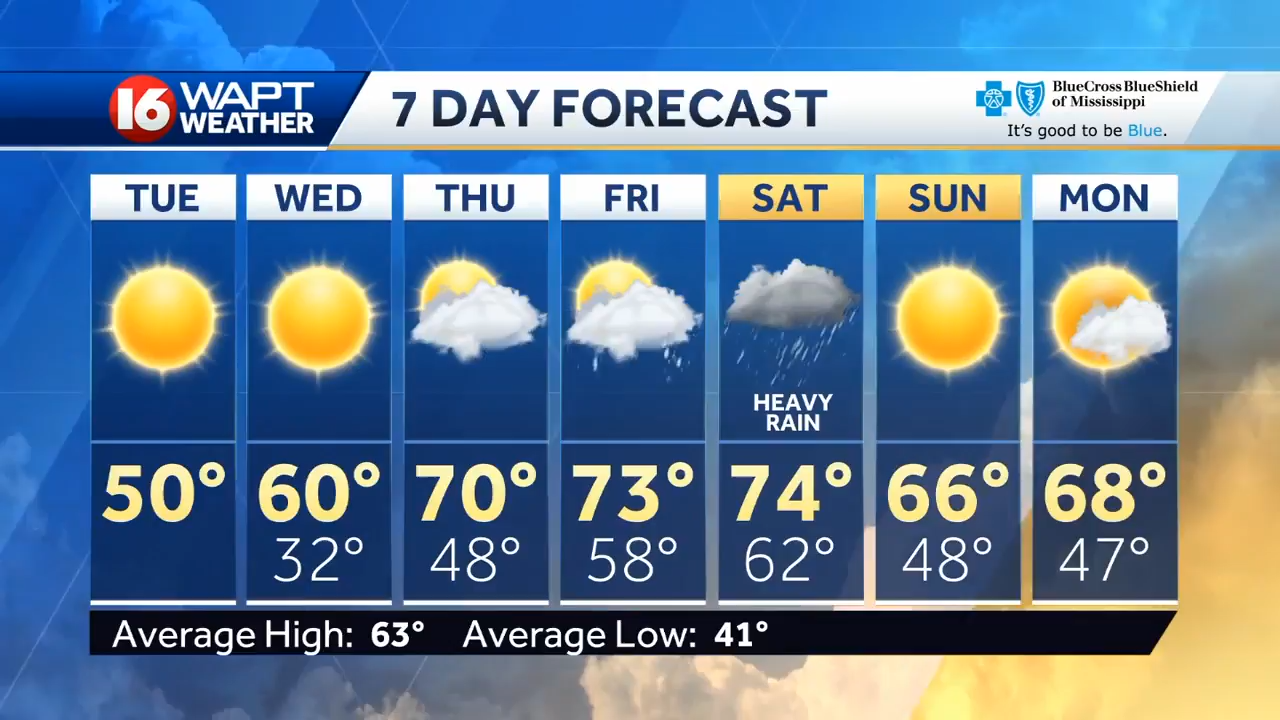 16 WAPT
WEATHER
7 DAY FORECAST
BlueCross BlueShield
of Mississippi
It's good to be Blue.
TUE WED THU FRI SAT SUN MON
HEAVY
RAIN
50° 60° 70° 73° 74° 66° 68°
32° 48° 58° 62° 48° 47°
Average High: 63° Average Low: 41°